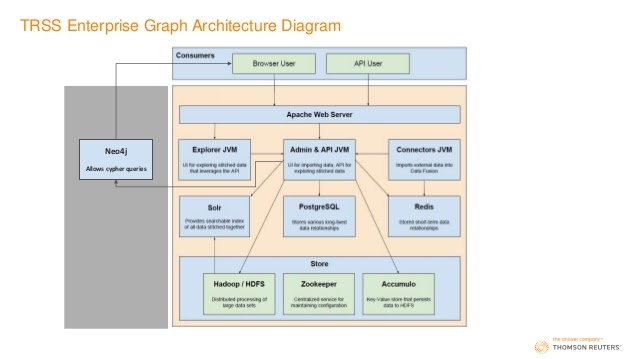 TRSS Enterprise Graph Architecture Diagram
Consumers
Browser User
API User
Apache Web Server
Neo4j
Allows cypher queries
Explorer JVM
UI for exploring stitched data
that leverages the API
Admin & API JVM
UI for importing data, API for
exploring stitched data
Connectors JVM
Imports external data into
Data Fusion
Solr
Provides searchable index
of all data stitched together
PostgreSQL
Stores various long-lived
data relationships
Redis
Stored short-term data
relationships
Store
Hadoop / HDFS
Distributed processing of
large data sets
Zookeeper
Centralized service for
maintaining configuration
Accumulo
Key-Value store that persists
data to HDFS
the answer company™
THOMSON REUTERS®